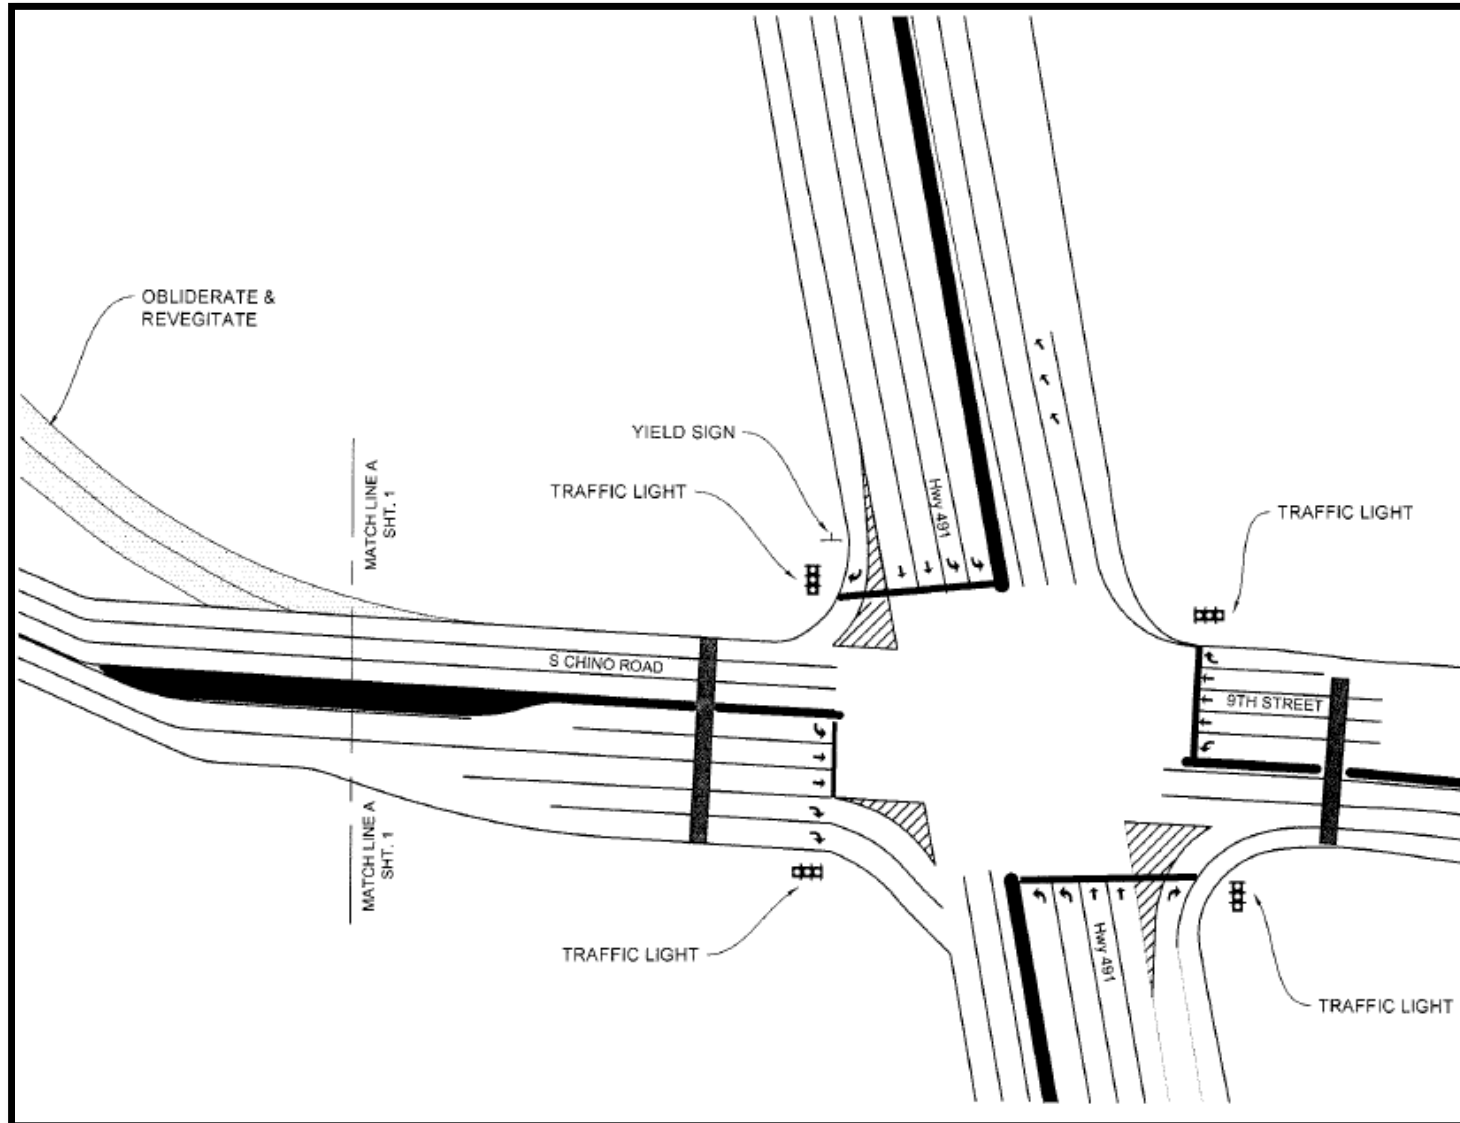 OBLIDERATE &
REVEGITATE
MATCH LINE A
SHT. 1
YIELD SIGN
TRAFFIC LIGHT
Hwy 491
TRAFFIC LIGHT
S CHINO ROAD
9TH STREET
MATCH LINE A
SHT. 1
TRAFFIC LIGHT
Hwy 491
TRAFFIC LIGHT